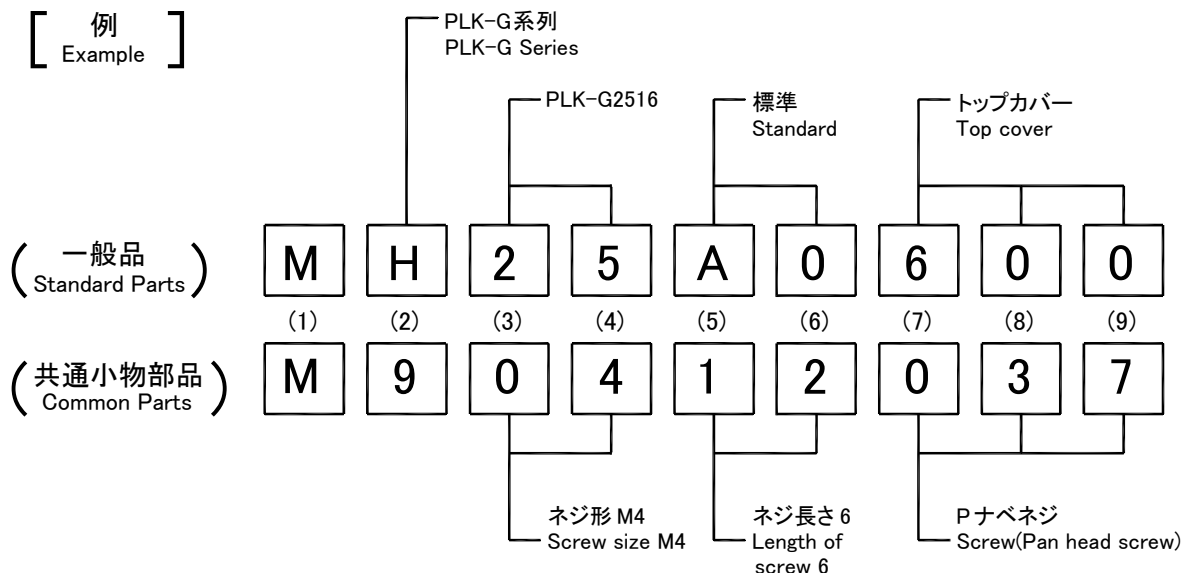 例
Example
PLK-G系列
PLK-G Series
PLK-G2516
標準
Standard
トップカバー
Top cover
一般品
Standard Parts
M H 2 5 A 0 6 0 0
(1) (2) (3) (4) (5) (6) (7) (8) (9)
共通小物部品
Common Parts
M 9 0 4 1 2 0 3 7
ネジ形 M4
Screw size M4
ネジ長さ 6
Length of
screw 6
Pナベネジ
Screw(Pan head screw)